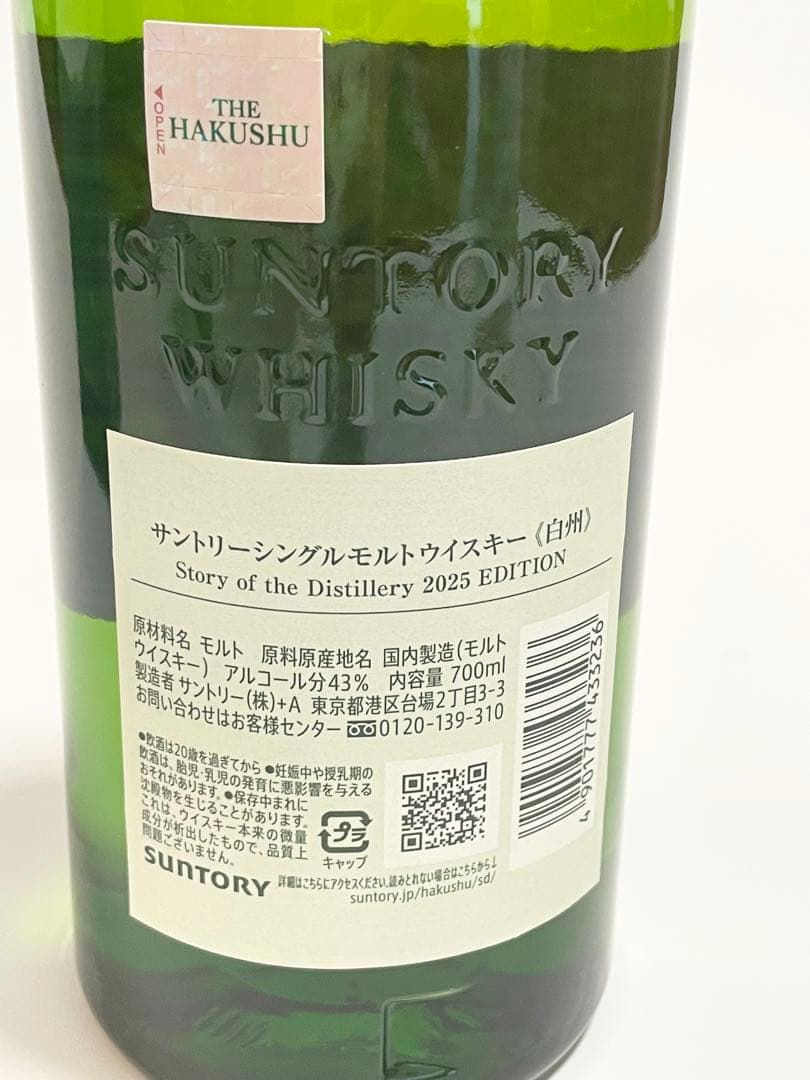 ◀OPEN
THE
HAKUSHU
SUNTORY
WHISKY
サントリーシングルモルトウイスキー《白州》
Story of the Distillery 2025 EDITION
原材料名 モルト 原料原産地名 国内製造(モルト
ウイスキー) アルコール分43% 内容量 700ml
製造者 サントリー(株)+A 東京都港区台場2丁目3-3
お問い合わせはお客様センター 0120-139-310
●飲酒は20歳を過ぎてから ●妊娠中や授乳期の
飲酒は、胎児・乳児の発育に悪影響を与える
おそれがあります。●保存中まれに
沈殿物を生じることがあります。
これは、ウイスキー本来の微量
成分が析出したもので、品質上
問題ございません。
プラ
キャップ
SUNTORY
詳細はこちらにアクセスください。読みとれない場合はこちらから↓
suntory.jp/hakushu/sd/
4 901777 433236